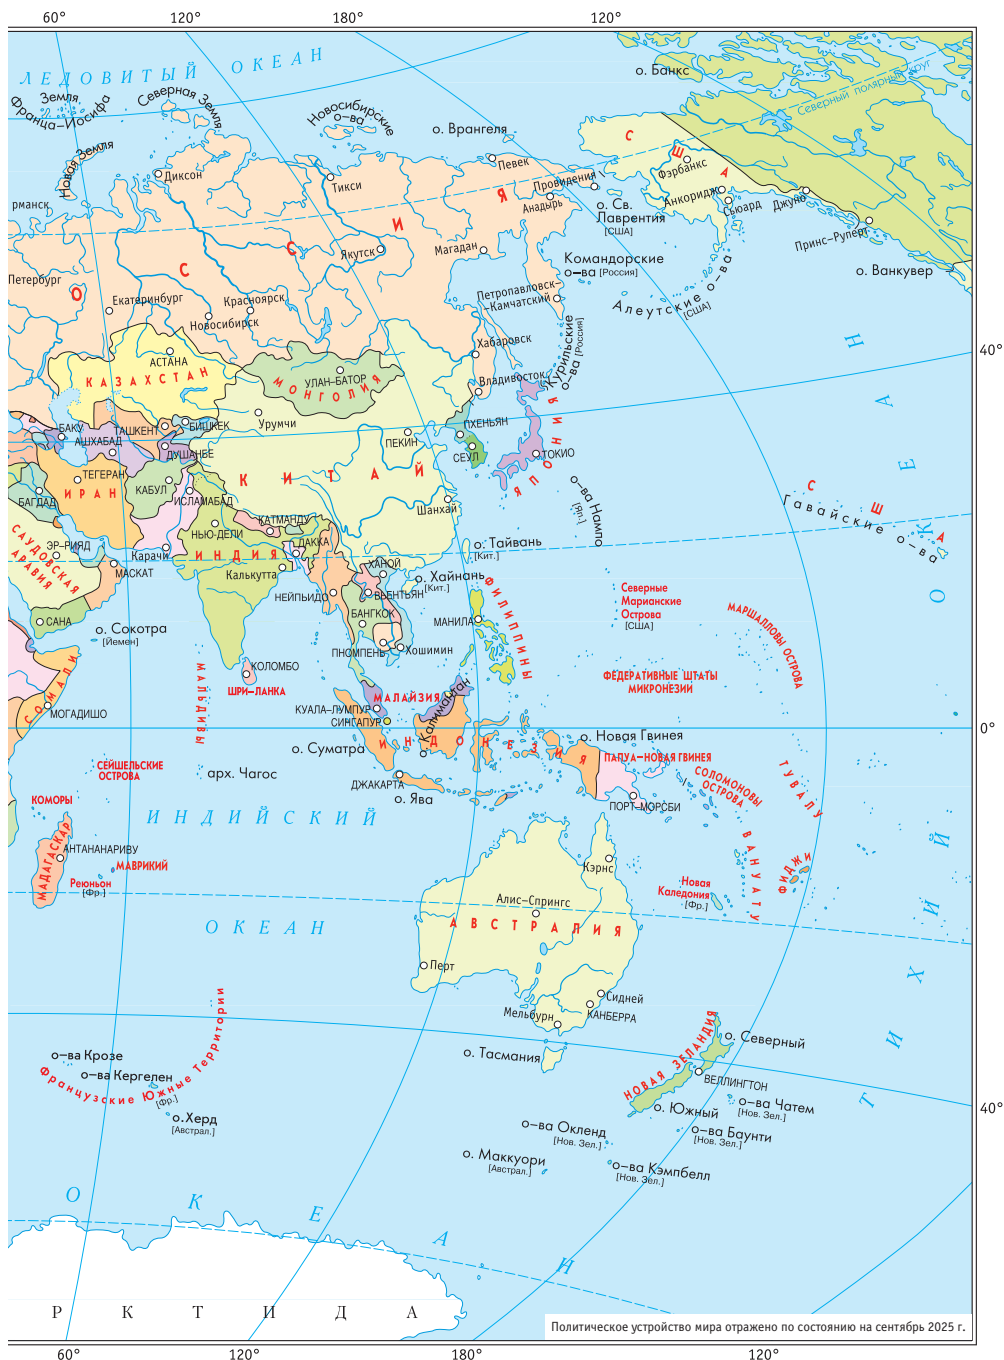 60° 120° 180° 120°
ЛЕДОВИТЫЙ ОКЕАН
Земля
Франца–Иосифа
Северная Земля
Новосибирские
о–ва
о. Врангеля
о. Банкс
Северный полярный круг
Новая Земля
Диксон
Тикси
Певек
Провидения
Анадырь
США
Фэрбанкс
Анкоридж
Сьюард
Джуно
Принс–Руперт
о. Ванкувер
рманск
о. Св.
Лаврентия
[США]
РОССИЯ
Якутск
Магадан
Командорские
о–ва [Россия]
Алеутские о–ва
[США]
Петербург
Екатеринбург
Красноярск
Новосибирск
Петропавловск–
–Камчатский
Курильские
о–ва [Россия]
Хабаровск
Владивосток
40°
АСТАНА
КАЗАХСТАН
УЛАН–БАТОР
МОНГОЛИЯ
Урумчи
БАКУ
ТАШКЕНТ
БИШКЕК
АШХАБАД
ДУШАНБЕ
ПЕКИН
ПХЕНЬЯН
СЕУЛ
ТОКИО
ЯПОНИЯ
ТЕГЕРАН
ИРАН
КАБУЛ
ИСЛАМАБАД
КИТАЙ
Шанхай
БАГДАД
о–ва Нампо
[Яп.]
США
Гавайские о–ва
НЬЮ–ДЕЛИ
КАТМАНДУ
ДАККА
ИНДИЯ
Калькутта
Карачи
САУДОВСКАЯ
АРАВИЯ
ЭР–РИЯД
МАСКАТ
о. Тайвань
[Кит.]
ХАНОЙ
о. Хайнань
[Кит.]
НЕЙПЬИДО
ВЬЕНТЬЯН
БАНГКОК
САНА
о. Сокотра
[Йемен]
МАНИЛА
ФИЛИППИНЫ
Северные
Марианские
Острова
[США]
МАРШАЛЛОВЫ ОСТРОВА
ПНОМПЕНЬ
Хошимин
КОЛОМБО
ШРИ–ЛАНКА
МАЛЬДИВЫ
ФЕДЕРАТИВНЫЕ ШТАТЫ
МИКРОНЕЗИИ
СОМАЛИ
МОГАДИШО
МАЛАЙЗИЯ
КУАЛА–ЛУМПУР
СИНГАПУР
Калимантан
0°
о. Суматра
ИНДОНЕЗИЯ
о. Новая Гвинея
ПАПУА–НОВАЯ ГВИНЕЯ
СЕЙШЕЛЬСКИЕ
ОСТРОВА
арх. Чагос
ДЖАКАРТА
о. Ява
ПОРТ–МОРСБИ
СОЛОМОНОВЫ
ОСТРОВА
ТУВАЛУ
КОМОРЫ
ИНДИЙСКИЙ
МАДАГАСКАР
АНТАНАНАРИВУ
МАВРИКИЙ
Реюньон
[Фр.]
Кэрнс
ВАНУАТУ
ФИДЖИ
Новая
Каледония
[Фр.]
ОКЕАН
Алис–Спрингс
АВСТРАЛИЯ
Перт
Сидней
КАНБЕРРА
Мельбурн
ТИХИЙ ОКЕАН
о. Тасмания
НОВАЯ ЗЕЛАНДИЯ
о. Северный
ВЕЛЛИНГТОН
о. Южный
о–ва Чатем
[Нов. Зел.]
о–ва Крозе
о–ва Кергелен
Французские Южные Территории
[Фр.]
о.Херд
[Австрал.]
40°
о–ва Баунти
[Нов. Зел.]
о–ва Окленд
[Нов. Зел.]
о. Маккуори
[Австрал.]
о–ва Кэмпбелл
[Нов. Зел.]
ОКЕАН
РКТИДА
Политическое устройство мира отражено по состоянию на сентябрь 2025 г.
60° 120° 180° 120°